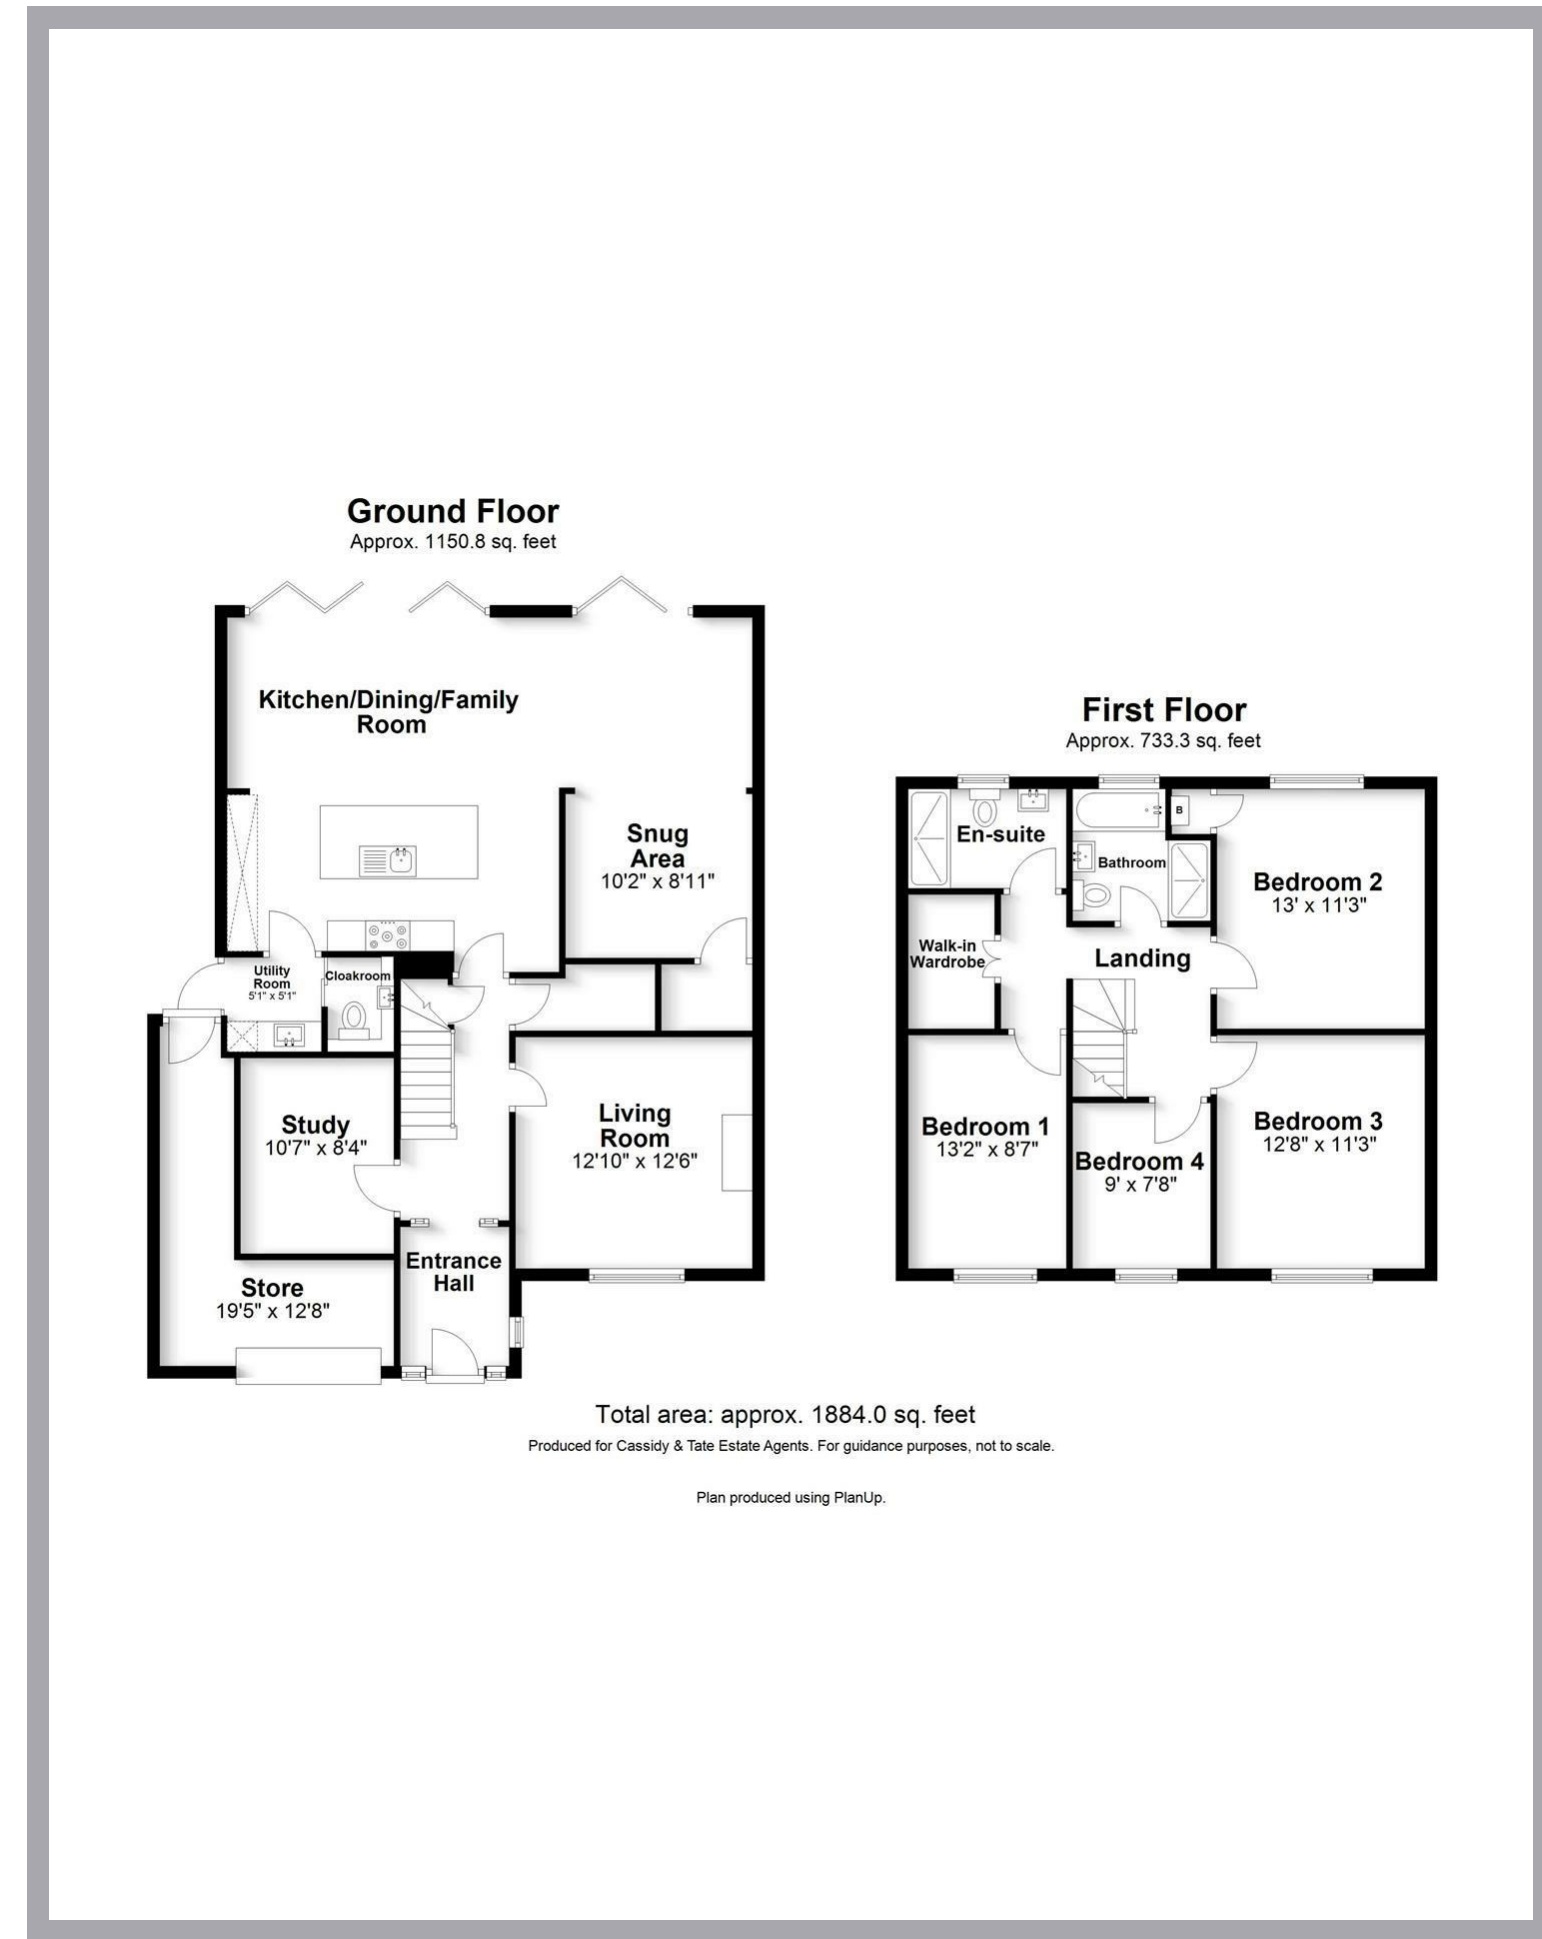 Ground Floor
Approx. 1150.8 sq. feet
Kitchen/Dining/Family
Room
Snug
Area
10'2" x 8'11"
Utility
Room
5'1" x 5'1"
Cloakroom
Study
10'7" x 8'4"
Living
Room
12'10" x 12'6"
Entrance
Hall
Store
19'5" x 12'8"
First Floor
Approx. 733.3 sq. feet
En-suite
B
Bathroom
Bedroom 2
13' x 11'3"
Walk-in
Wardrobe
Landing
Bedroom 1
13'2" x 8'7"
Bedroom 4
9' x 7'8"
Bedroom 3
12'8" x 11'3"
Total area: approx. 1884.0 sq. feet
Produced for Cassidy & Tate Estate Agents. For guidance purposes, not to scale.
Plan produced using PlanUp.